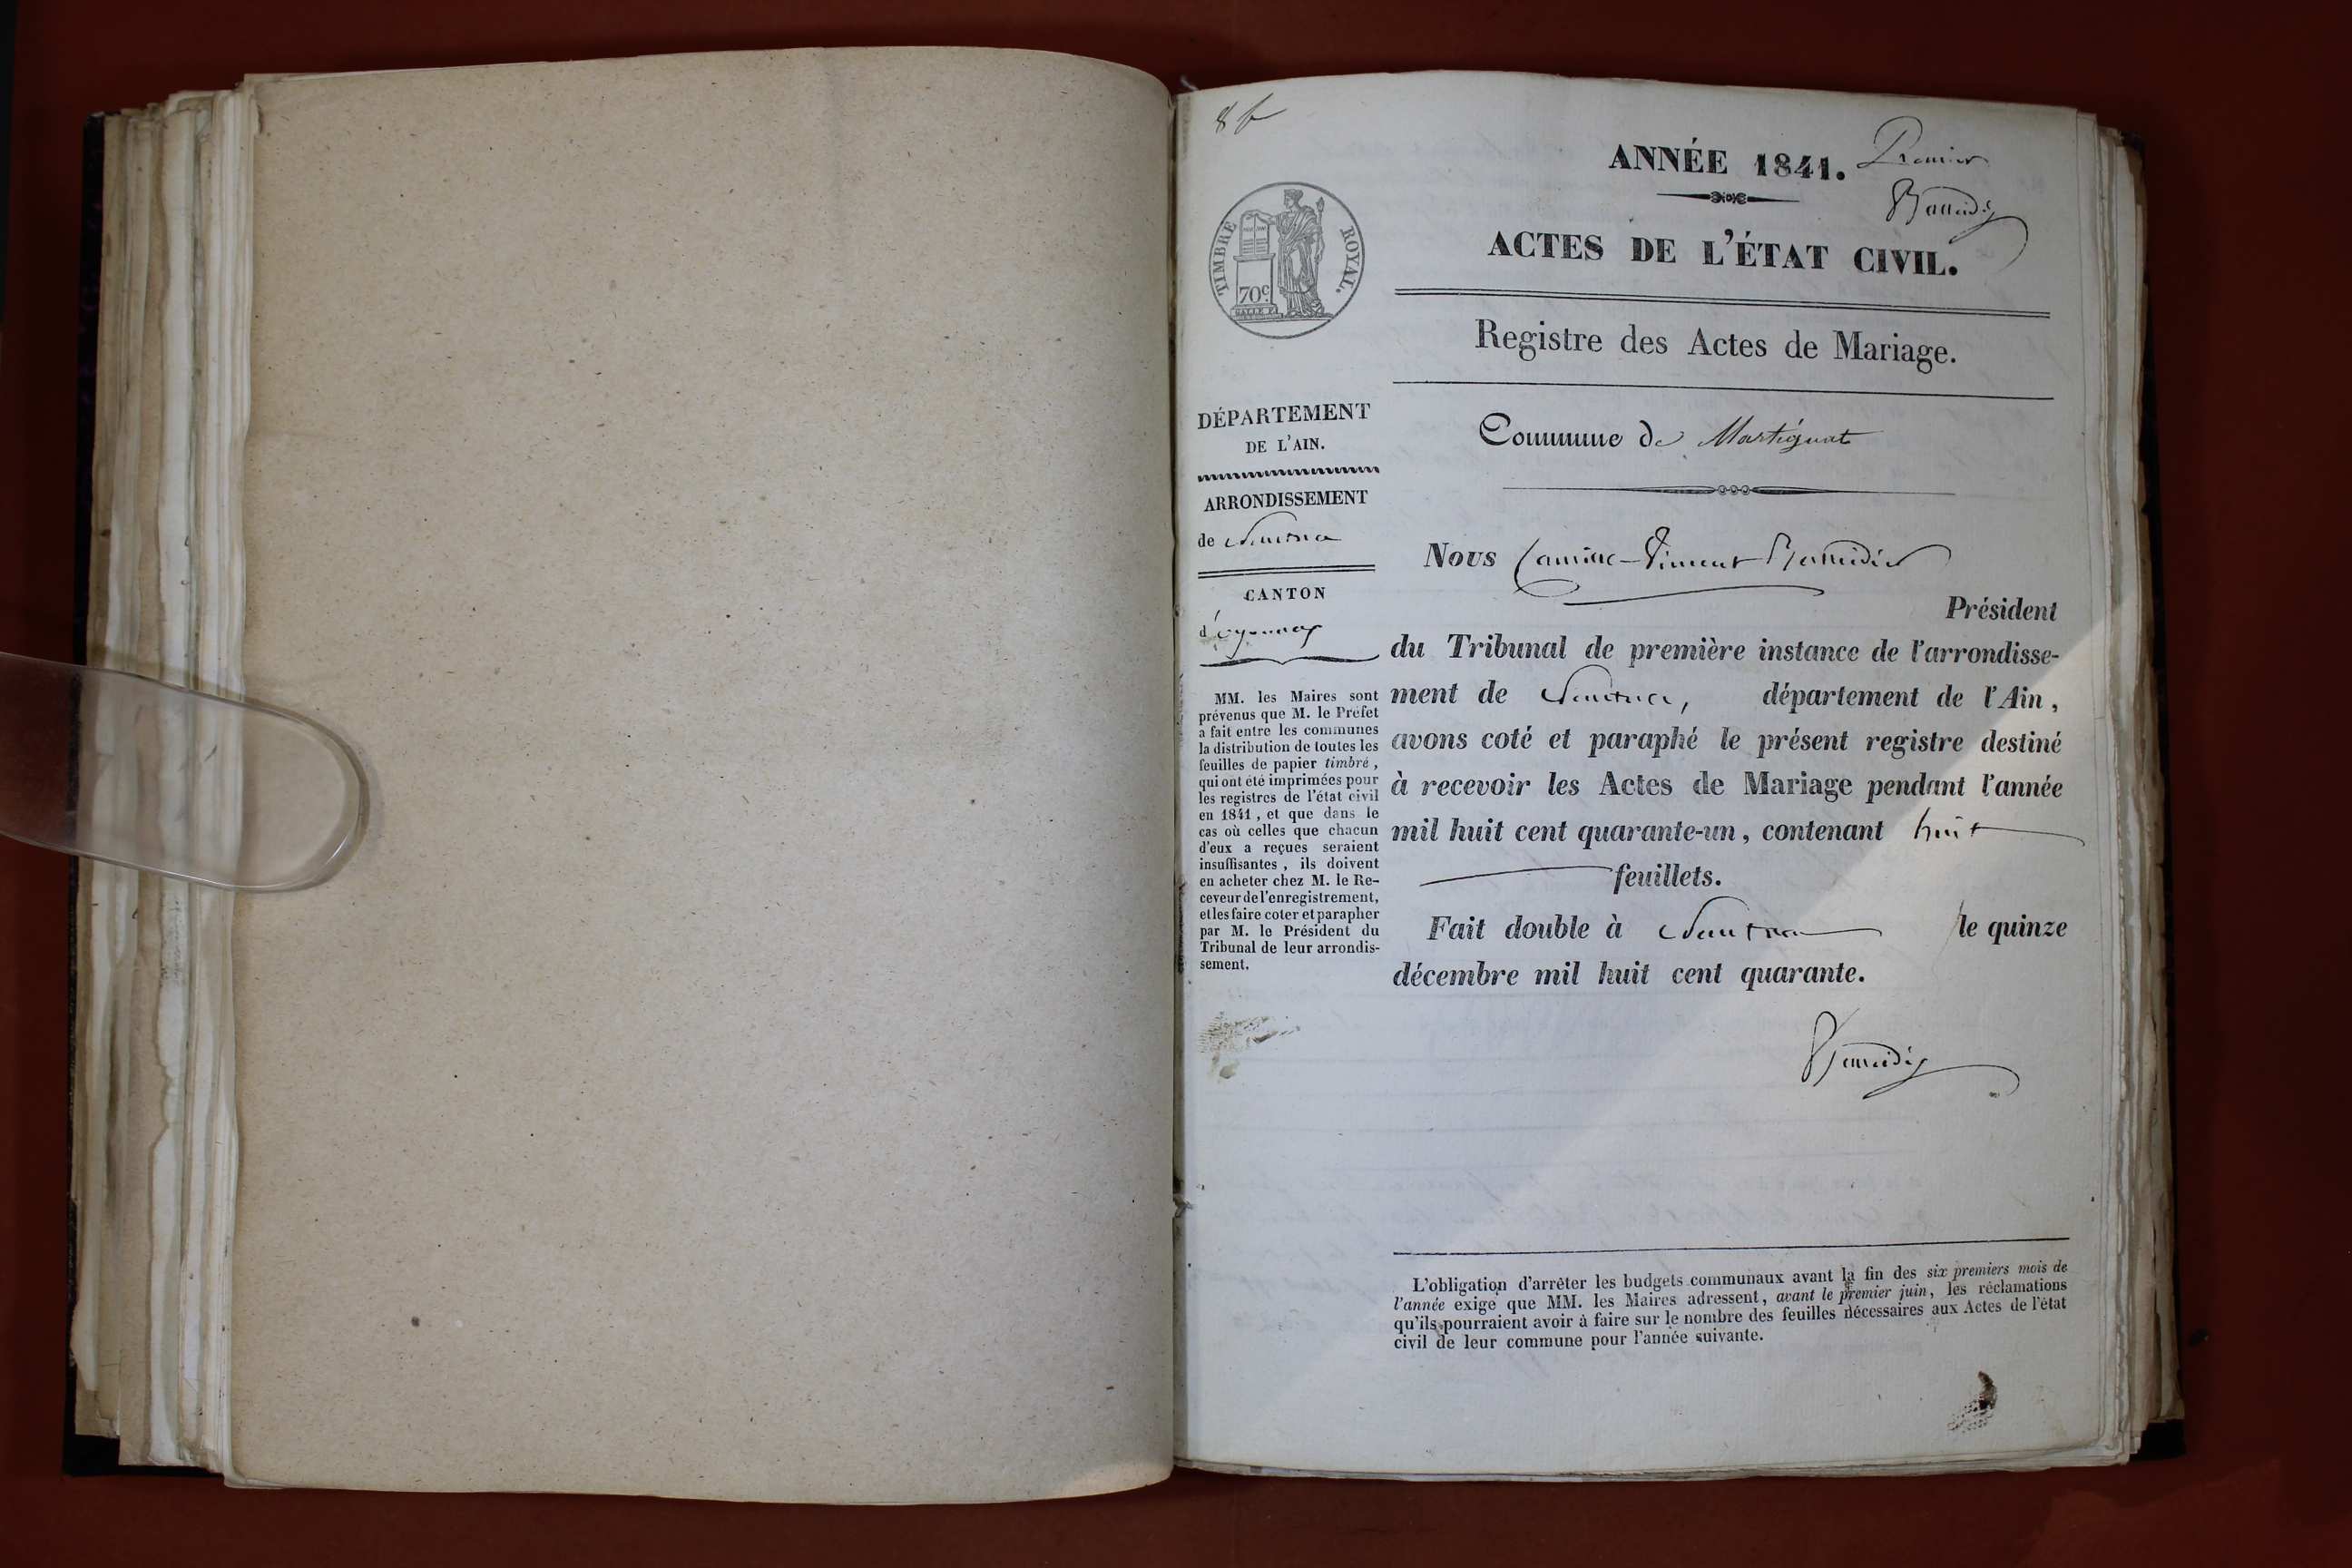 8 f
ANNÉE 1841. Premier
ACTES DE L'ÉTAT CIVIL.
TIMBRE ROYAL.
70c
Registre des Actes de Mariage.
DÉPARTEMENT
DE L'AIN.
ARRONDISSEMENT
de Nantua
CANTON
d'oyonnax
MM. les Maires sont
prévenus que M. le Préfet
a fait entre les communes
la distribution de toutes les
feuilles de papier timbré,
qui ont été imprimées pour
les registres de l'état civil
en 1841, et que dans le
cas où celles que chacun
d'eux a reçues seraient
insuffisantes, ils doivent
en acheter chez M. le Re-
ceveur de l'enregistrement,
et les faire coter et parapher
par M. le Président du
Tribunal de leur arrondis-
sement.
Commune de Martignat
Nous Camille-Vincent
Président
du Tribunal de première instance de l'arrondisse-
ment de Nantua, département de l'Ain,
avons coté et paraphé le présent registre destiné
à recevoir les Actes de Mariage pendant l'année
mil huit cent quarante-un, contenant huit
feuillets.
Fait double à Nantua le quinze
décembre mil huit cent quarante.
L'obligation d'arrêter les budgets communaux avant la fin des six premiers mois de
l'année exige que MM. les Maires adressent, avant le premier juin, les réclamations
qu'ils pourraient avoir à faire sur le nombre des feuilles nécessaires aux Actes de l'état
civil de leur commune pour l'année suivante.